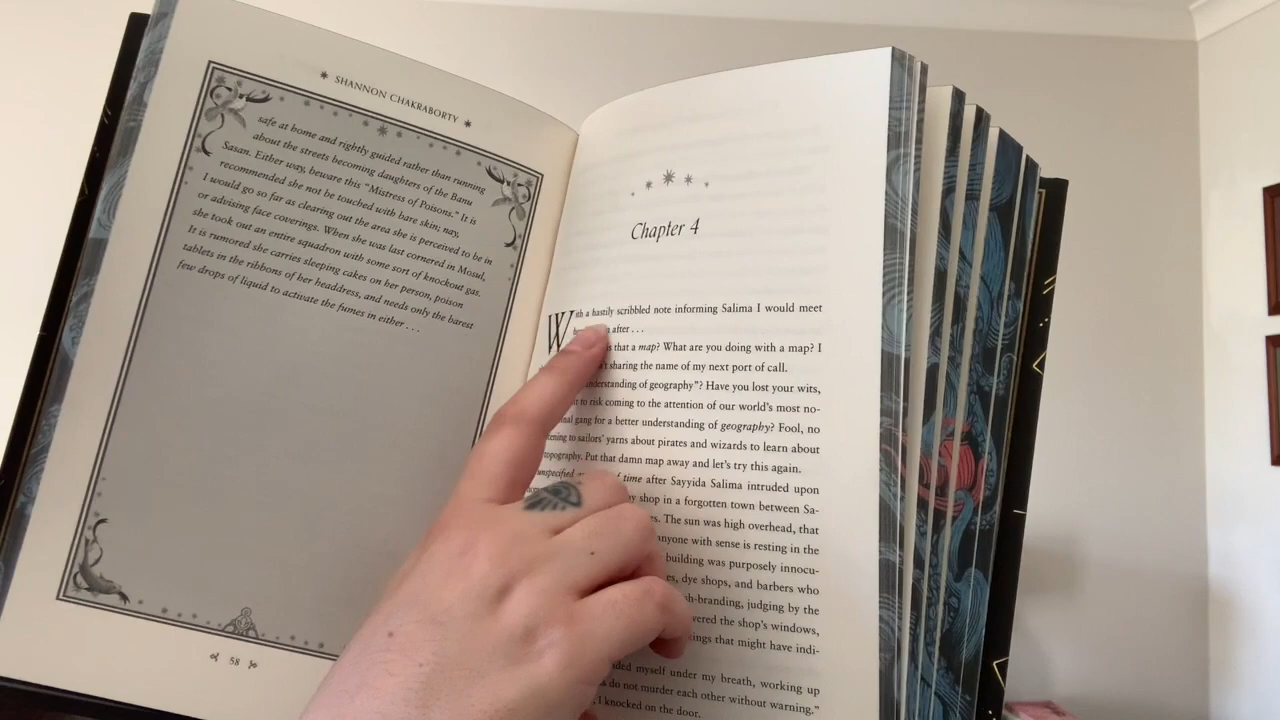 SHANNON CHAKRABORTY
safe at home and rightly guided rather than running
about the streets becoming daughters of the Banu
Sasan. Either way, beware this “Mistress of Poisons.” It is
recommended she not be touched with bare skin; nay,
I would go so far as clearing out the area she is perceived to be in
or advising face coverings. When she was last cornered in Mosul,
she took out an entire squadron with some sort of knockout gas.
It is rumored she carries sleeping cakes on her person, poison
tablets in the ribbons of her headdress, and needs only the barest
few drops of liquid to activate the fumes in either . . .
58
Chapter 4
With a hastily scribbled note informing Salima I would meet
after . . .
is that a map? What are you doing with a map? I
sharing the name of my next port of call.
understanding of geography”? Have you lost your wits,
to risk coming to the attention of our world’s most no-
gang for a better understanding of geography? Fool, no
to sailors’ yarns about pirates and wizards to learn about
topography. Put that damn map away and let’s try this again.
unspecified time after Sayyida Salima intruded upon
shop in a forgotten town between Sa-
The sun was high overhead, that
anyone with sense is resting in the
building was purposely innocu-
dye shops, and barbers who
judging by the
the shop’s windows,
that might have indi-
myself under my breath, working up
do not murder each other without warning.”
I knocked on the door.